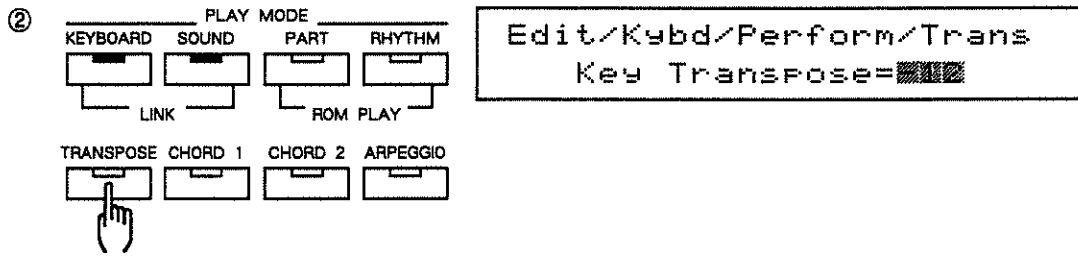 ②
PLAY MODE
KEYBOARD SOUND PART RHYTHM
LINK ROM PLAY
TRANSPOSE CHORD 1 CHORD 2 ARPEGGIO
Edit/Kybd/Perform/Trans
Key Transpose=-12